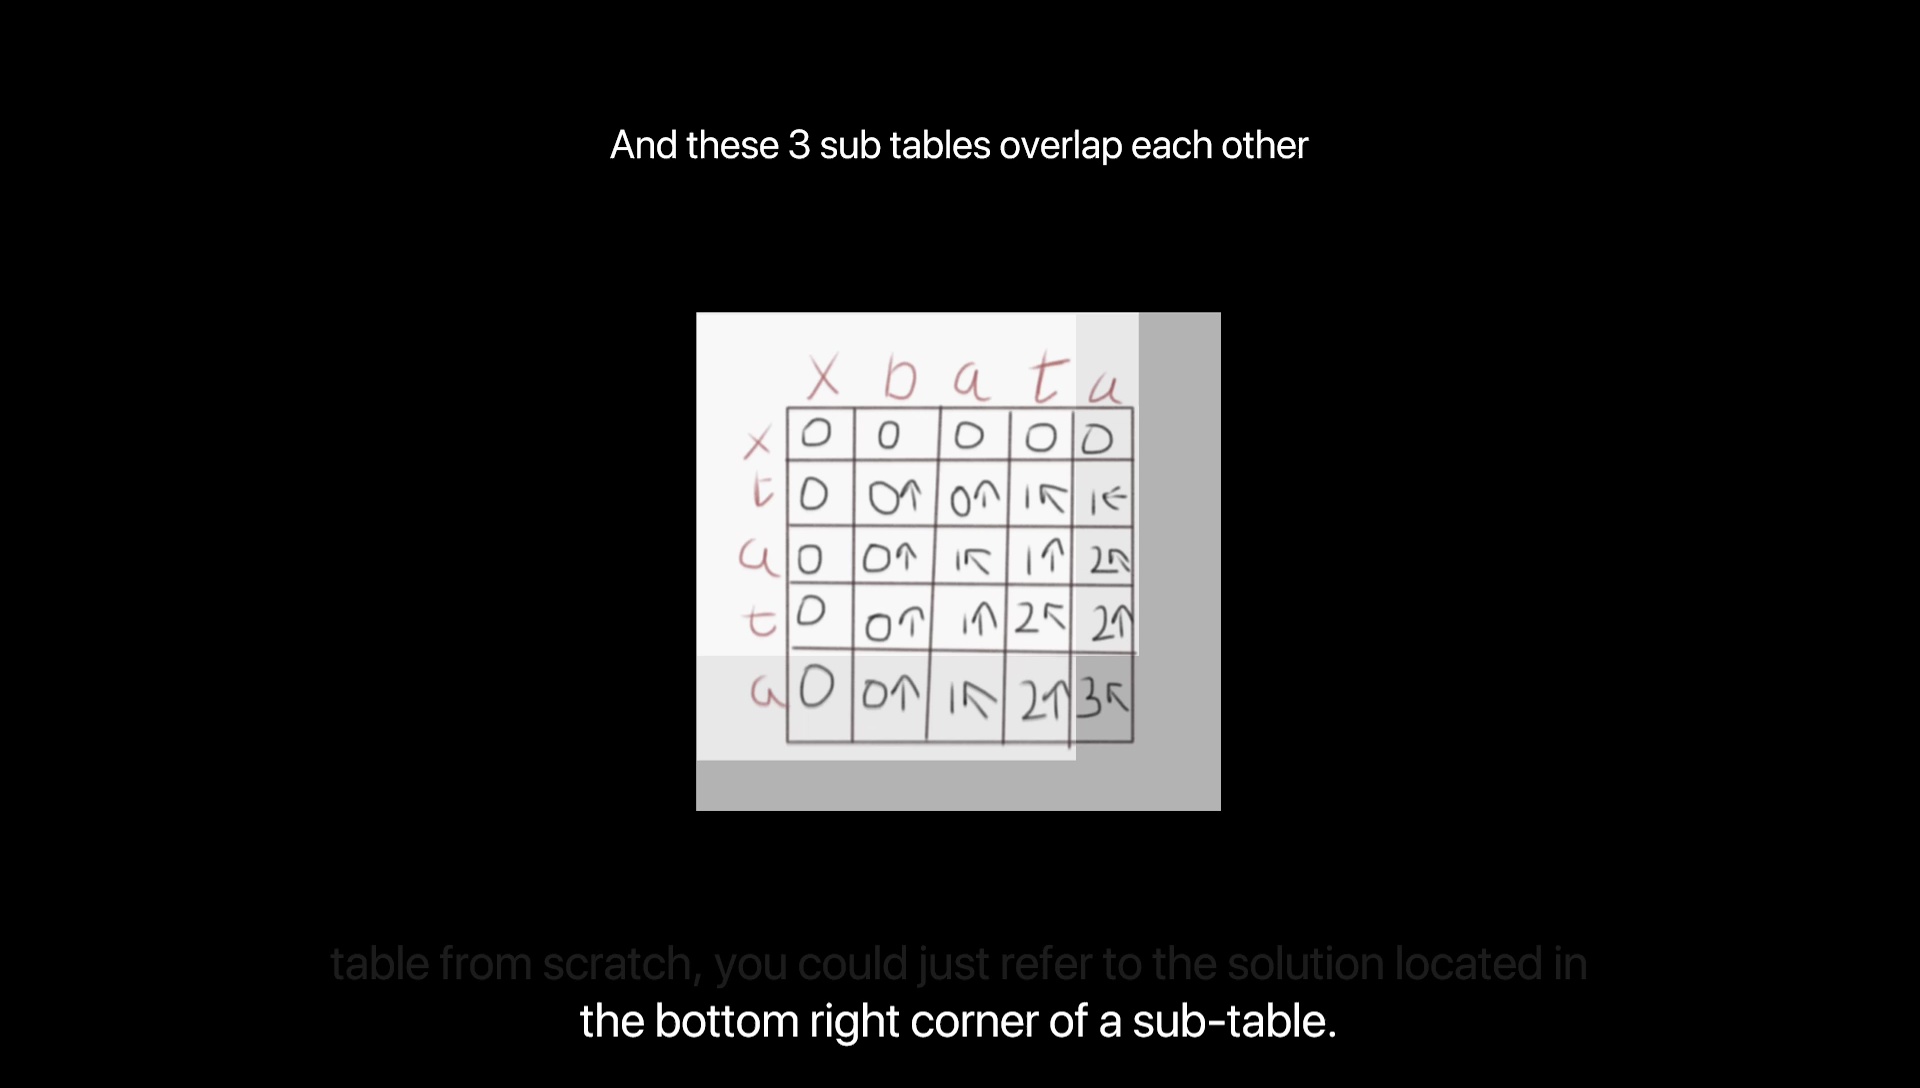 And these 3 sub tables overlap each other
x b a t a
x 0 0 0 0 0
t 0 0↑ 0↑ 1↖ 1←
a 0 0↑ 1↖ 1↑ 2↖
t 0 0↑ 1↑ 2↖ 2↑
a 0 0↑ 1↖ 2↑ 3↖
table from scratch, you could just refer to the solution located in
the bottom right corner of a sub-table.